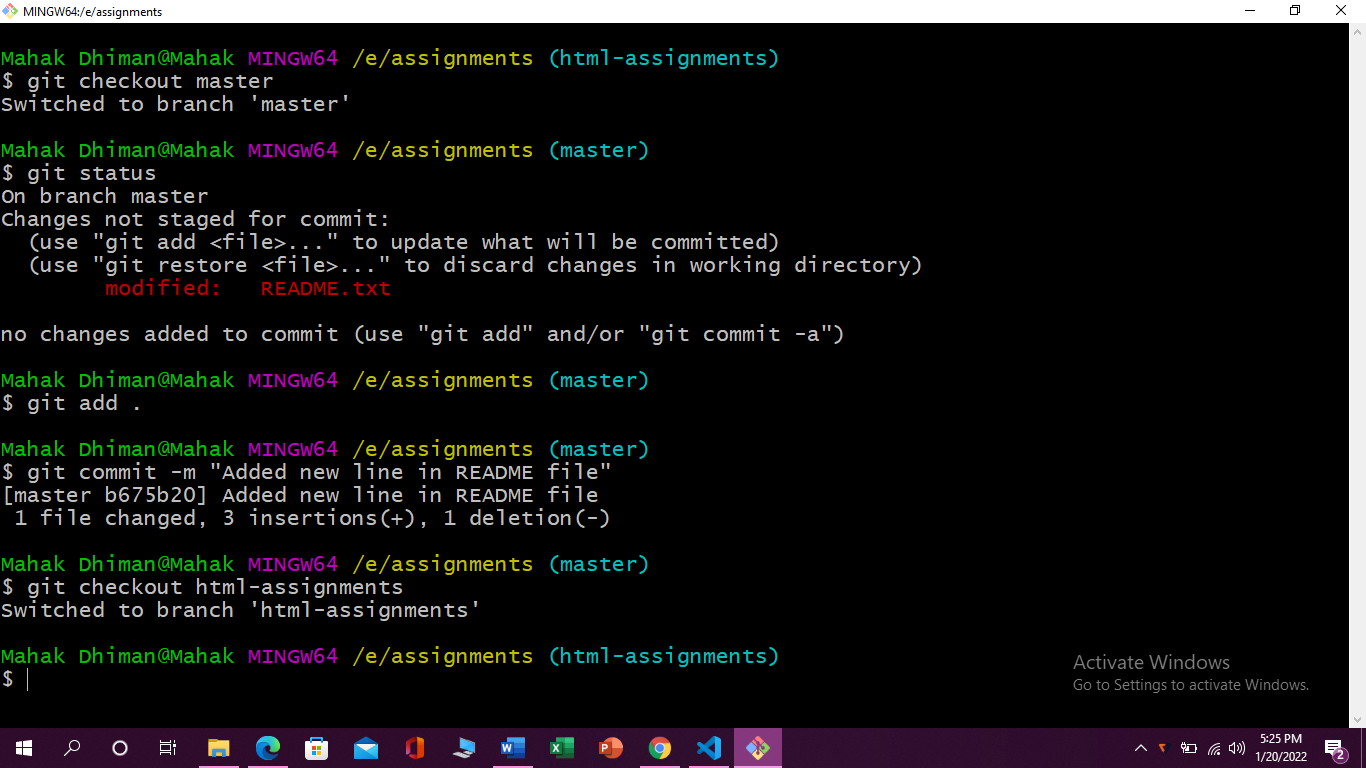 MINGW64:/e/assignments
Mahak Dhiman@Mahak MINGW64 /e/assignments (html-assignments)
$ git checkout master
Switched to branch 'master'
Mahak Dhiman@Mahak MINGW64 /e/assignments (master)
$ git status
On branch master
Changes not staged for commit:
  (use "git add <file>..." to update what will be committed)
  (use "git restore <file>..." to discard changes in working directory)
        modified:   README.txt
no changes added to commit (use "git add" and/or "git commit -a")
Mahak Dhiman@Mahak MINGW64 /e/assignments (master)
$ git add .
Mahak Dhiman@Mahak MINGW64 /e/assignments (master)
$ git commit -m "Added new line in README file"
[master b675b20] Added new line in README file
 1 file changed, 3 insertions(+), 1 deletion(-)
Mahak Dhiman@Mahak MINGW64 /e/assignments (master)
$ git checkout html-assignments
Switched to branch 'html-assignments'
Mahak Dhiman@Mahak MINGW64 /e/assignments (html-assignments)
$
Activate Windows
Go to Settings to activate Windows.
5:25 PM
1/20/2022
2